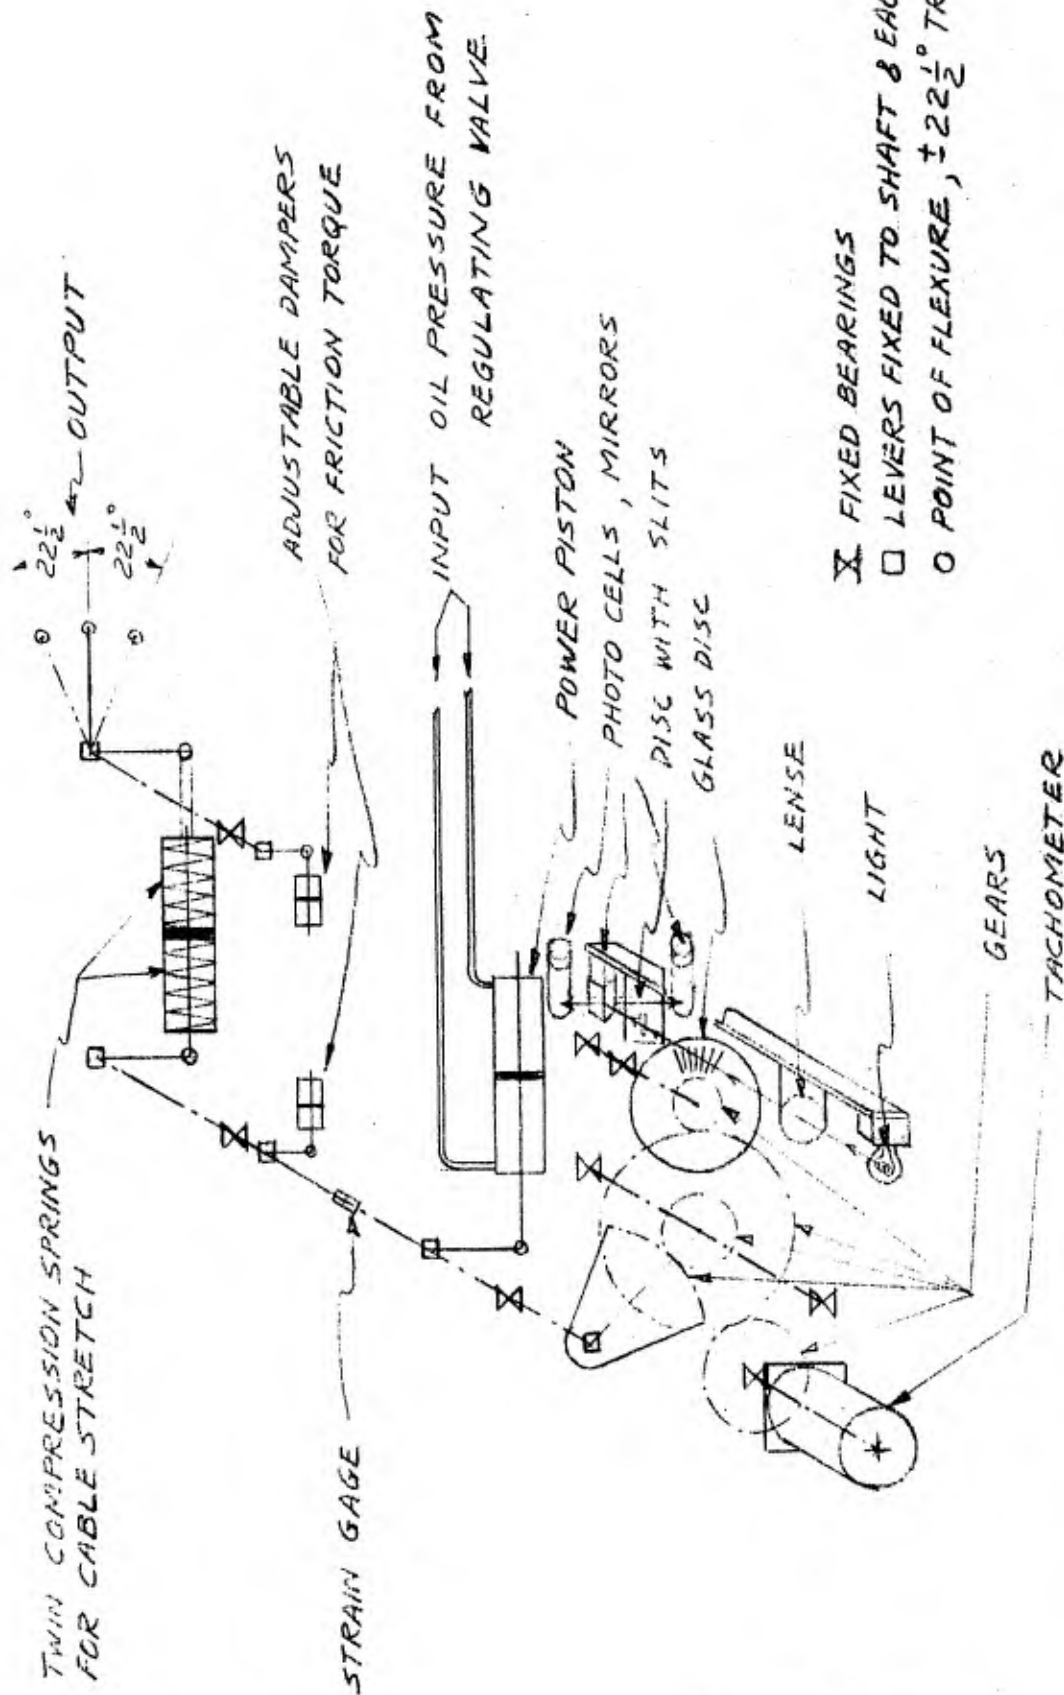 TWIN COMPRESSION SPRINGS
FOR CABLE STRETCH
22½°
22½°
OUTPUT
ADJUSTABLE DAMPERS
FOR FRICTION TORQUE
STRAIN GAGE
INPUT OIL PRESSURE FROM
REGULATING VALVE.
POWER PISTON
PHOTO CELLS, MIRRORS
DISC WITH SLITS
GLASS DISC
LENSE
LIGHT
GEARS
TACHOMETER
FIXED BEARINGS
LEVERS FIXED TO SHAFT &
POINT OF FLEXURE, ±22½°